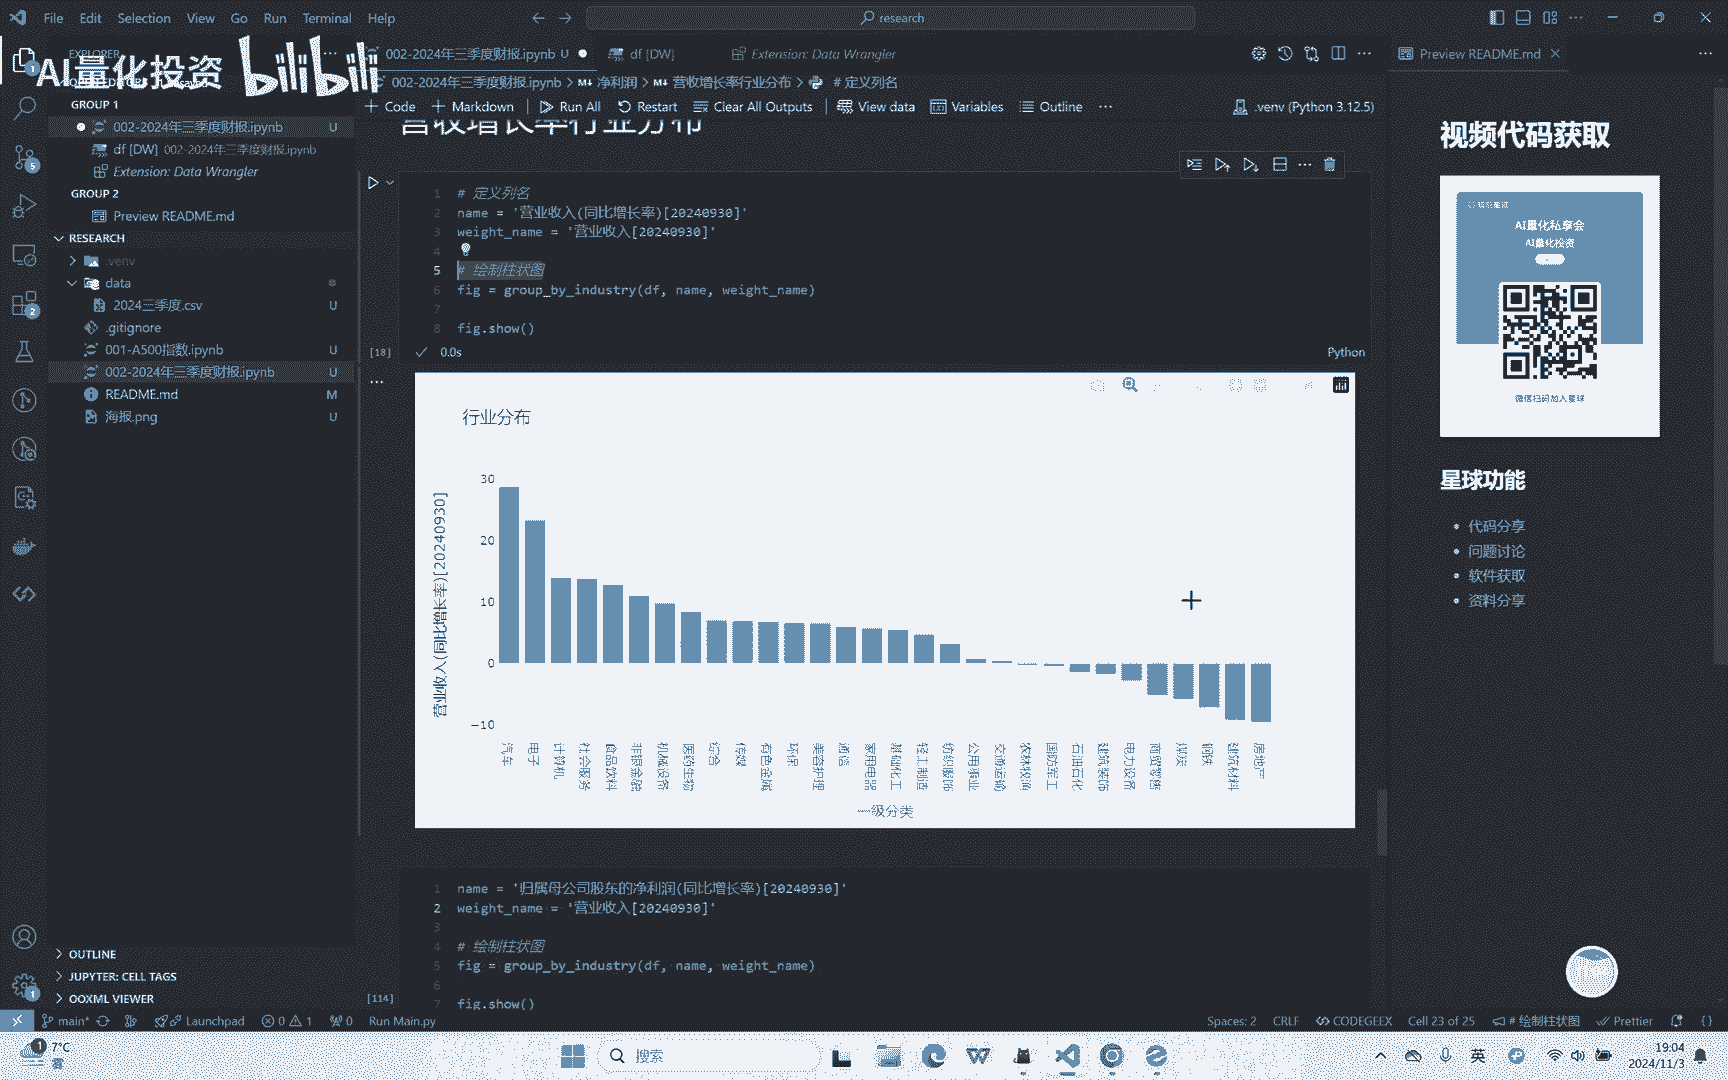 File Edit Selection View Go Run Terminal Help
research
AI量化投资 bilibili
EXPLORER
GROUP 1
002-2024年三季度财报.ipynb U
df [DW] 002-2024年三季度财报.ipynb
Extension: Data Wrangler
GROUP 2
Preview README.md
RESEARCH
.venv
data
2024三季度.csv U
.gitignore
001-A500指数.ipynb U
002-2024年三季度财报.ipynb U
README.md M
海报.png U
OUTLINE
JUPYTER: CELL TAGS
OOXML VIEWER
002-2024年三季度财报.ipynb U
df [DW]
Extension: Data Wrangler
002-2024年三季度财报.ipynb > 净利润 > 营收增长率行业分布 > # 定义列名
Code Markdown Run All Restart Clear All Outputs View data Variables Outline
.venv (Python 3.12.5)
营收增长率行业分布
1 # 定义列名
2 name = '营业收入(同比增长率)[20240930]'
3 weight_name = '营业收入[20240930]'
4
5 # 绘制柱状图
6 fig = group_by_industry(df, name, weight_name)
7
8 fig.show()
[18] 0.0s Python
行业分布
营业收入(同比增长率)[20240930]
30
20
10
0
−10
汽车
电子
计算机
社会服务
食品饮料
非银金融
机械设备
医药生物
综合
传媒
有色金属
环保
美容护理
通信
家用电器
基础化工
轻工制造
纺织服饰
公用事业
交通运输
农林牧渔
国防军工
石油石化
建筑装饰
电力设备
商贸零售
煤炭
钢铁
建筑材料
房地产
一级分类
1 name = '归属母公司股东的净利润(同比增长率)[20240930]'
2 weight_name = '营业收入[20240930]'
3
4 # 绘制柱状图
5 fig = group_by_industry(df, name, weight_name)
6
7 fig.show()
[114]
Preview README.md
视频代码获取
AI量化私享会
AI量化投资
微信扫码加入星球
星球功能
代码分享
问题讨论
软件获取
资料分享
main* Launchpad 0 1 0 Run Main.py
Spaces: 2 CRLF CODEGEEX Cell 23 of 25 # 绘制柱状图 Prettier
7°C
搜索
英
19:04
2024/11/3